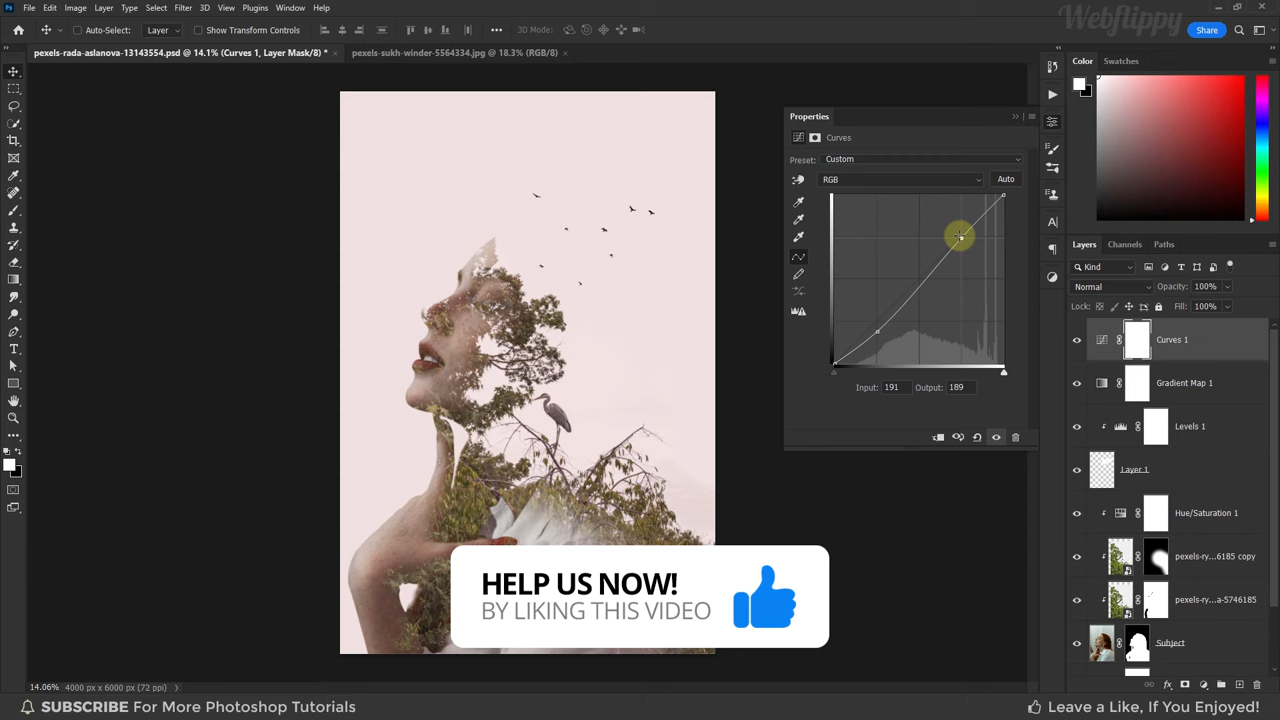 Webflippy
Ps File Edit Image Layer Type Select Filter 3D View Plugins Window Help
Auto-Select: Layer Show Transform Controls 3D Mode: Share
pexels-rada-aslanova-13143554.psd @ 14.1% (Curves 1, Layer Mask/8) * × pexels-sukh-winder-5564334.jpg @ 18.3% (RGB/8) ×
Color Swatches
Properties
Curves
Preset: Custom
RGB Auto
Input: 191 Output: 189
Layers Channels Paths
Kind
Normal Opacity: 100%
Lock: Fill: 100%
Curves 1
Gradient Map 1
Levels 1
Layer 1
Hue/Saturation 1
pexels-ry...6185 copy
pexels-ry...a-5746185
Subject
HELP US NOW!
BY LIKING THIS VIDEO
14.06% 4000 px x 6000 px (72 ppi)
SUBSCRIBE For More Photoshop Tutorials
Leave a Like, If You Enjoyed!